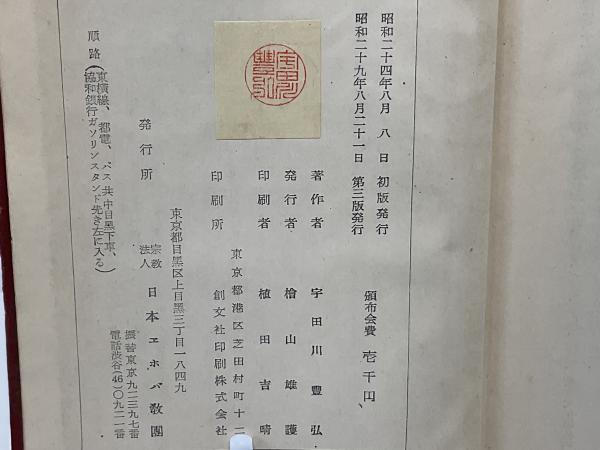 昭和二十四年八月八日 初版発行
昭和二十九年八月二十一日 第三版発行
頒布会費 壱千円、
著作者 宇田川豊弘
発行者 檜山雄護
印刷者 植田吉晴
東京都港区芝田村町十二
印刷所 創文社印刷株式会社
東京都目黒区上目黒三丁目一八四九
発行所 宗教法人 日本エホバ敎團
振替東京九二三九七番
電話渋谷(46)〇九二一番
順路(東横線、都電、バス共中目黒下車、
協和銀行ガソリンスタンド先き左に入る)